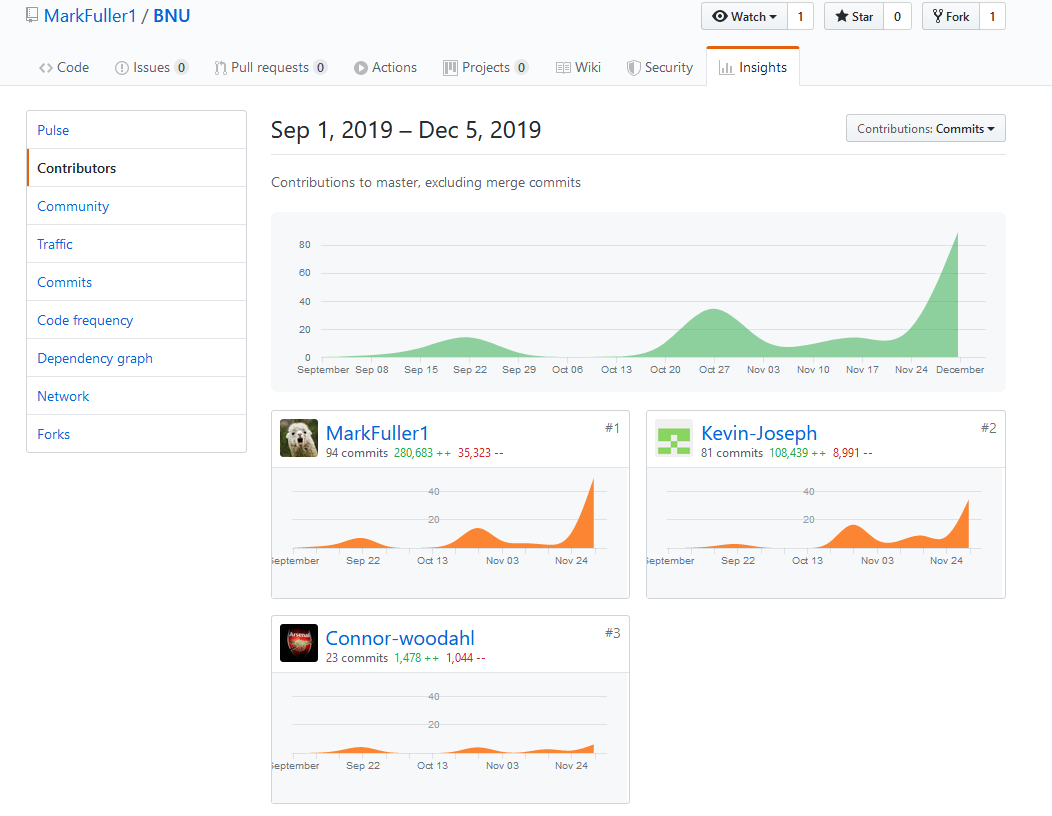 MarkFuller1 / BNU
Watch 1 Star 0 Fork 1
Code Issues 0 Pull requests 0 Actions Projects 0 Wiki Security Insights
Pulse
Contributors
Community
Traffic
Commits
Code frequency
Dependency graph
Network
Forks
Sep 1, 2019 – Dec 5, 2019
Contributions: Commits
Contributions to master, excluding merge commits
80
60
40
20
0
September Sep 08 Sep 15 Sep 22 Sep 29 Oct 06 Oct 13 Oct 20 Oct 27 Nov 03 Nov 10 Nov 17 Nov 24 December
MarkFuller1 #1
94 commits 280,683 ++ 35,323 --
40
20
September Sep 22 Oct 13 Nov 03 Nov 24
Kevin-Joseph #2
81 commits 108,439 ++ 8,991 --
40
20
September Sep 22 Oct 13 Nov 03 Nov 24
Arsenal
Connor-woodahl #3
23 commits 1,478 ++ 1,044 --
40
20
September Sep 22 Oct 13 Nov 03 Nov 24